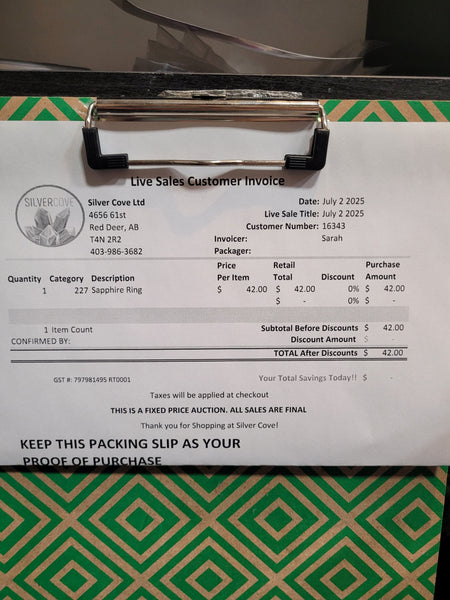 Live Sales Customer Invoice
SILVERCOVE
Silver Cove Ltd
4656 61st
Red Deer, AB
T4N 2R2
403-986-3682
Date: July 2 2025
Live Sale Title: July 2 2025
Customer Number: 16343
Invoicer: Sarah
Packager:
Quantity Category Description Price Per Item Retail Total Discount Purchase Amount
1 227 Sapphire Ring $ 42.00 $ 42.00 0% $ 42.00
$ - 0% $ -
1 Item Count Subtotal Before Discounts $ 42.00
CONFIRMED BY: Discount Amount $ -
TOTAL After Discounts $ 42.00
GST #: 797981495 RT0001 Your Total Savings Today!! $ -
Taxes will be applied at checkout
THIS IS A FIXED PRICE AUCTION. ALL SALES ARE FINAL
Thank you for Shopping at Silver Cove!
KEEP THIS PACKING SLIP AS YOUR
PROOF OF PURCHASE